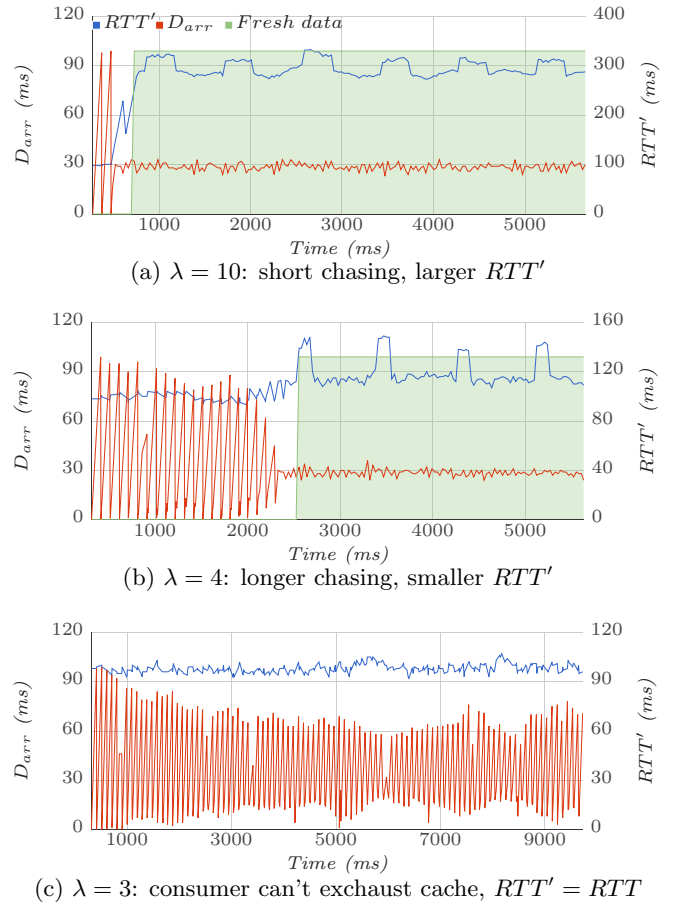 RTT′ D_arr Fresh data
120 90 60 30 0
D_arr (ms)
400 300 200 100 0
RTT′ (ms)
1000 2000 3000 4000 5000
Time (ms)
(a) λ = 10: short chasing, larger RTT′
120 90 60 30 0
D_arr (ms)
160 120 80 40 0
RTT′ (ms)
1000 2000 3000 4000 5000
Time (ms)
(b) λ = 4: longer chasing, smaller RTT′
120 90 60 30 0
D_arr (ms)
120 90 60 30 0
RTT′ (ms)
1000 3000 5000 7000 9000
Time (ms)
(c) λ = 3: consumer can't exhaust cache, RTT′ = RTT